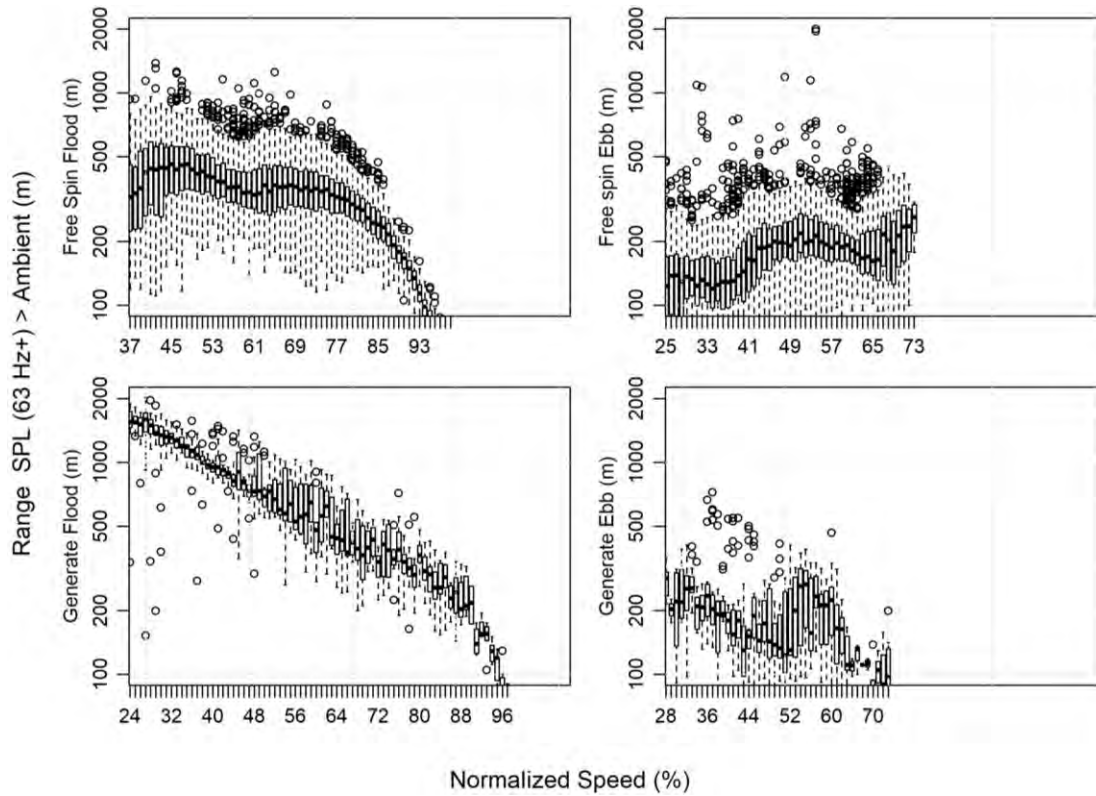 Range SPL (63 Hz+) > Ambient (m)
Free Spin Flood (m)
2000
1000
500
200
100
37 45 53 61 69 77 85 93
Free spin Ebb (m)
2000
1000
500
200
100
25 33 41 49 57 65 73
Generate Flood (m)
2000
1000
500
200
100
24 32 40 48 56 64 72 80 88 96
Generate Ebb (m)
2000
1000
500
200
100
28 36 44 52 60 70
Normalized Speed (%)